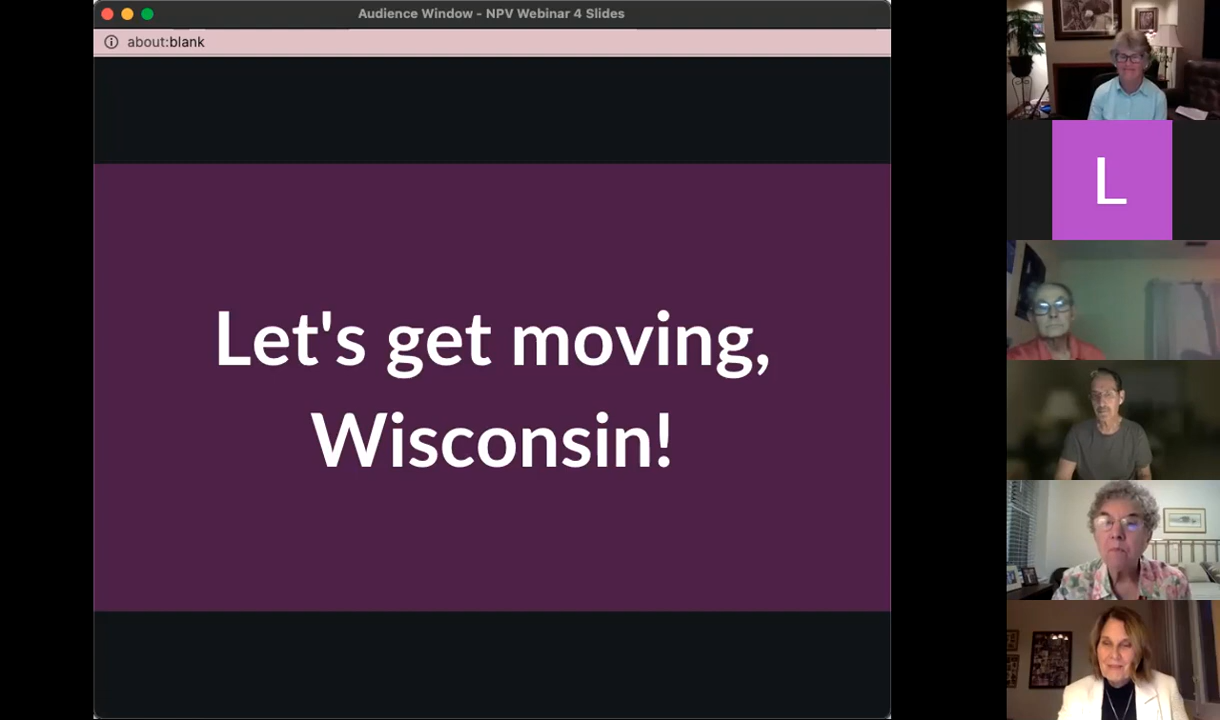 Audience Window - NPV Webinar 4 Slides
about:blank
Let's get moving,
Wisconsin!
L